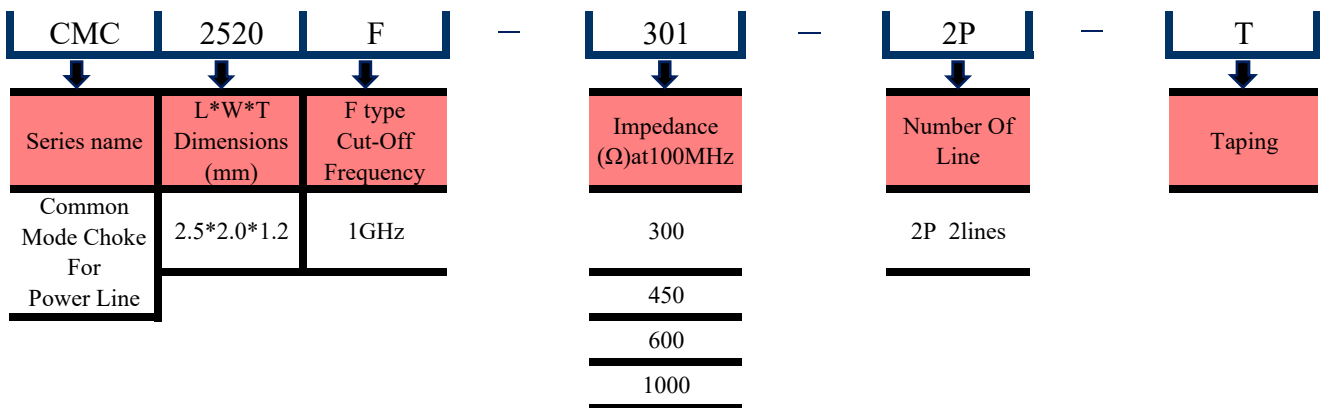 CMC 2520 F — 301 — 2P — T
Series name
L*W*T
Dimensions
(mm)
F type
Cut-Off
Frequency
Impedance
(Ω)at100MHz
Number Of
Line
Taping
Common
Mode Choke
For
Power Line
2.5*2.0*1.2
1GHz
300
2P 2lines
450
600
1000